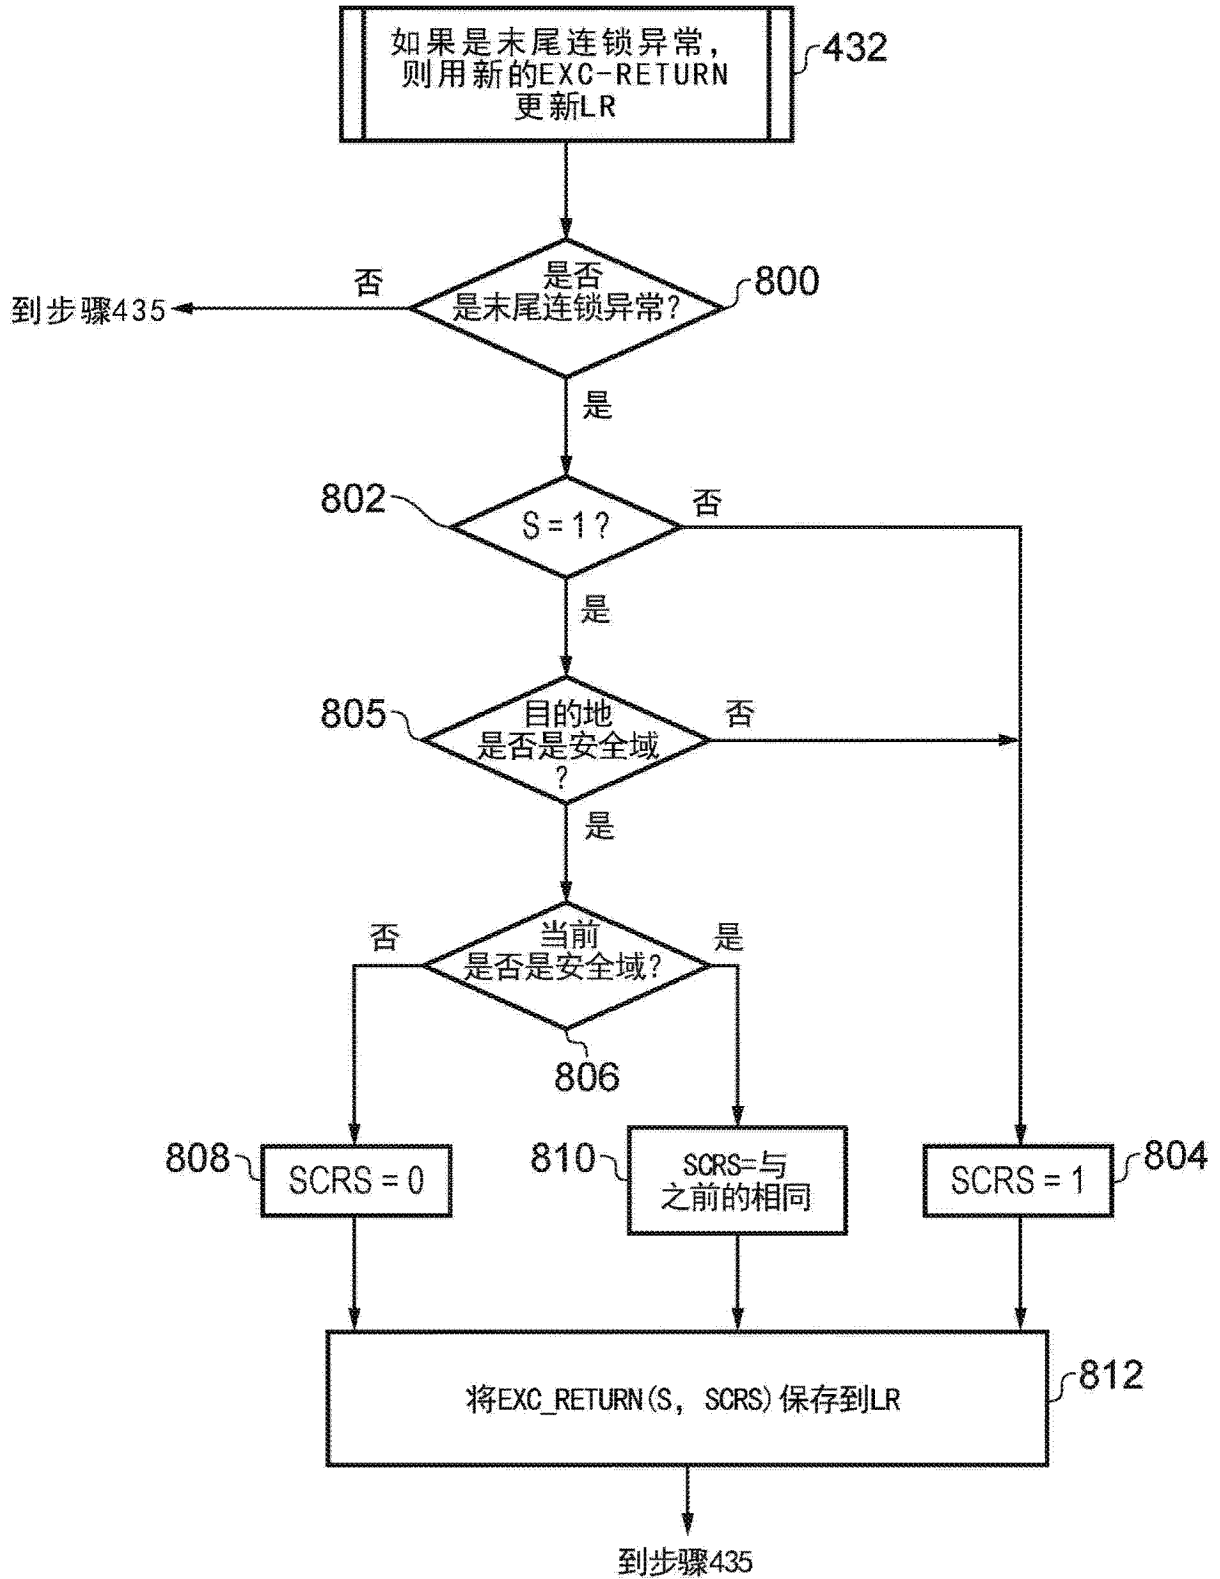 如果是末尾连锁异常，
则用新的EXC-RETURN
更新LR
432
是否
是末尾连锁异常?
800
否
到步骤435
是
802
S = 1 ?
否
是
805
目的地
是否是安全域
?
否
是
否
当前
是否是安全域?
是
806
808
SCRS = 0
810
SCRS=与
之前的相同
SCRS = 1
804
将EXC_RETURN(S, SCRS)保存到LR
812
到步骤435